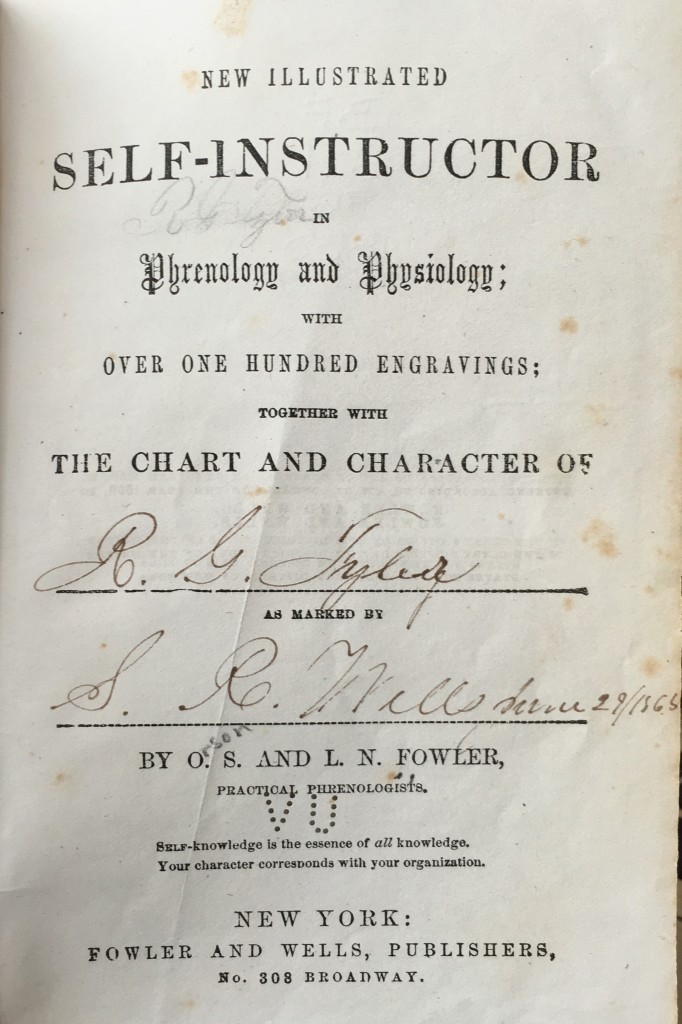 NEW ILLUSTRATED
SELF-INSTRUCTOR
IN
Phrenology and Physiology;
WITH
OVER ONE HUNDRED ENGRAVINGS;
TOGETHER WITH
THE CHART AND CHARACTER OF
R. G. Tyler
AS MARKED BY
S. R. Wells June 29/1865
BY O. S. AND L. N. FOWLER,
PRACTICAL PHRENOLOGISTS.
VU
SELF-knowledge is the essence of all knowledge.
Your character corresponds with your organization.
NEW YORK:
FOWLER AND WELLS, PUBLISHERS,
No. 308 BROADWAY.